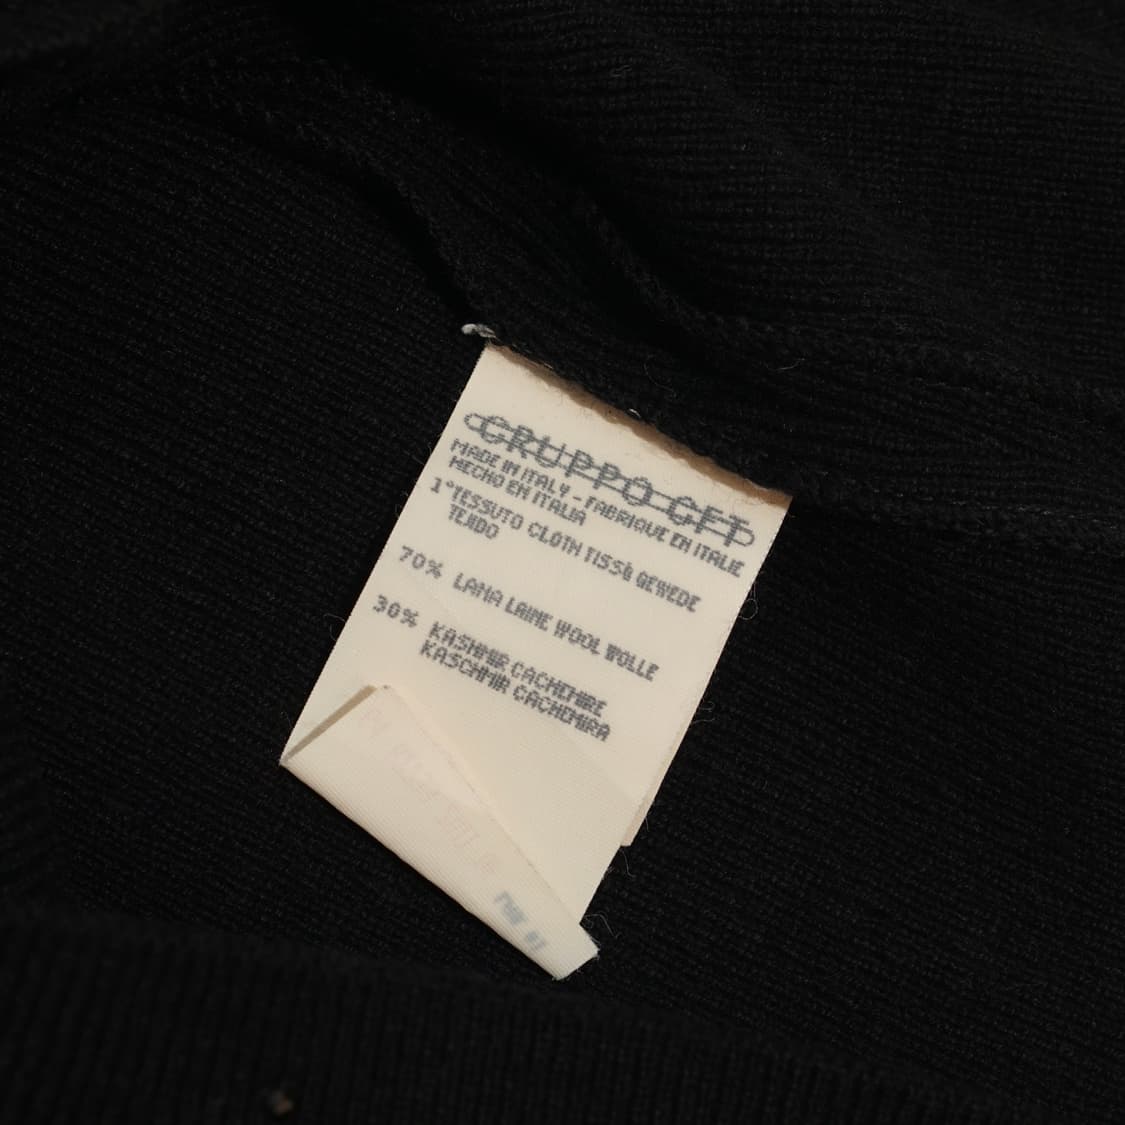 GRUPPO GFT
MADE IN ITALY - FABRIQUE EN ITALIE
HECHO EN ITALIA
1°TESSUTO CLOTH TISSU GEWEDE
TEJIDO
70% LANA LAINE WOOL WOLLE
30% KASHMIR CACHEMIRE
KASCHMIR CACHEMIRA